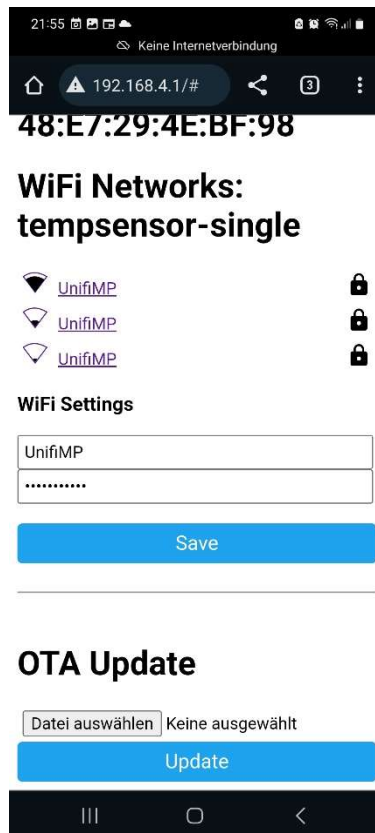 21:55
Keine Internetverbindung
192.168.4.1/#
3
48:E7:29:4E:BF:98
WiFi Networks:
tempsensor-single
UnifiMP
UnifiMP
UnifiMP
WiFi Settings
UnifiMP
•••••••••••
Save
OTA Update
Datei auswählen Keine ausgewählt
Update